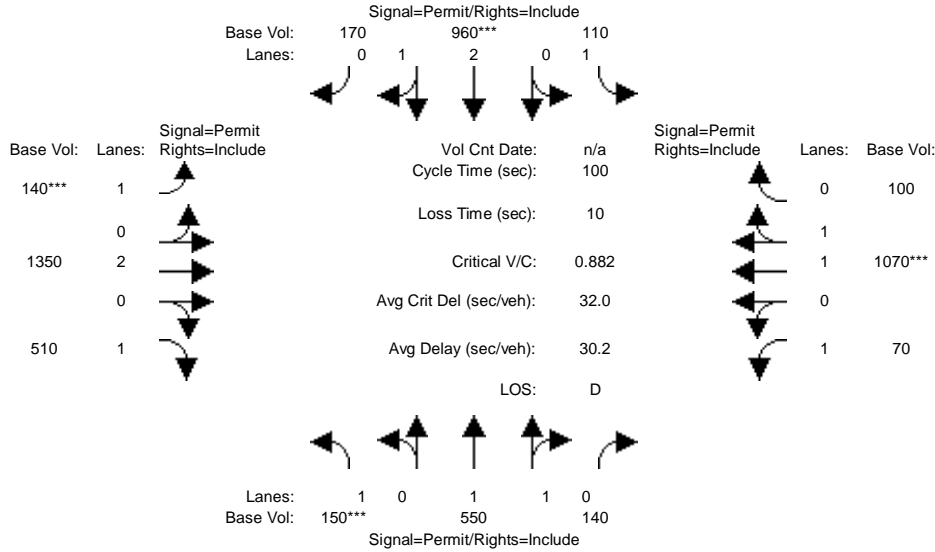 Signal=Permit/Rights=Include
Base Vol: 170 960*** 110
Lanes: 0 1 2 0 1
Signal=Permit Signal=Permit
Base Vol: Lanes: Rights=Include Vol Cnt Date: n/a Rights=Include Lanes: Base Vol:
Cycle Time (sec): 100
140*** 1 0 100
Loss Time (sec): 10
0 1
1350 2 Critical V/C: 0.882 1 1070***
0 Avg Crit Del (sec/veh): 32.0 0
510 1 Avg Delay (sec/veh): 30.2 1 70
LOS: D
Lanes: 1 0 1 1 0
Base Vol: 150*** 550 140
Signal=Permit/Rights=Include